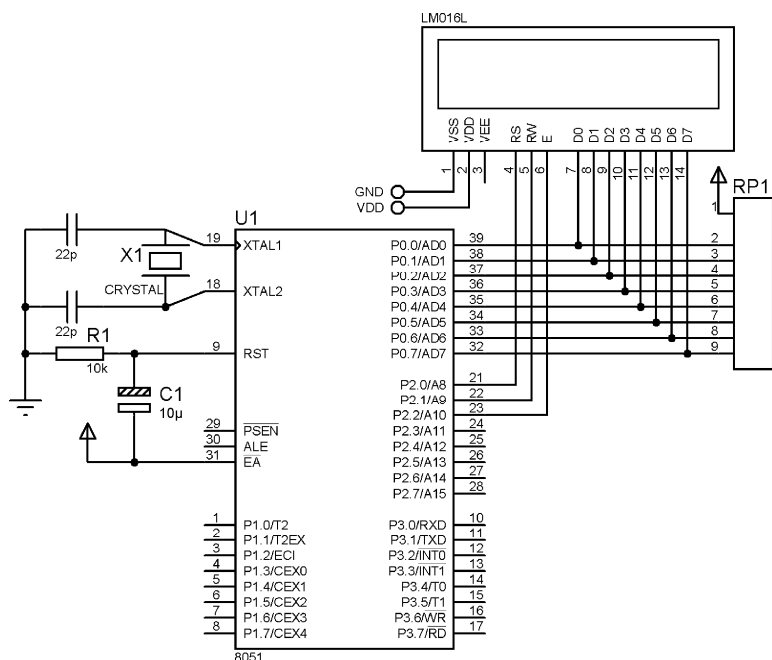 LM016L
VSS VDD VEE RS RW E D0 D1 D2 D3 D4 D5 D6 D7
1 2 3 4 5 6 7 8 9 10 11 12 13 14
GND
VDD
RP1
1
2
3
4
5
6
7
8
9
U1
22p
X1
CRYSTAL
22p
R1
10k
C1
10µ
19 XTAL1
18 XTAL2
9 RST
29 PSEN
30 ALE
31 EA
1 P1.0/T2
2 P1.1/T2EX
3 P1.2/ECI
4 P1.3/CEX0
5 P1.4/CEX1
6 P1.5/CEX2
7 P1.6/CEX3
8 P1.7/CEX4
P0.0/AD0 39
P0.1/AD1 38
P0.2/AD2 37
P0.3/AD3 36
P0.4/AD4 35
P0.5/AD5 34
P0.6/AD6 33
P0.7/AD7 32
P2.0/A8 21
P2.1/A9 22
P2.2/A10 23
P2.3/A11 24
P2.4/A12 25
P2.5/A13 26
P2.6/A14 27
P2.7/A15 28
P3.0/RXD 10
P3.1/TXD 11
P3.2/INT0 12
P3.3/INT1 13
P3.4/T0 14
P3.5/T1 15
P3.6/WR 16
P3.7/RD 17
8051